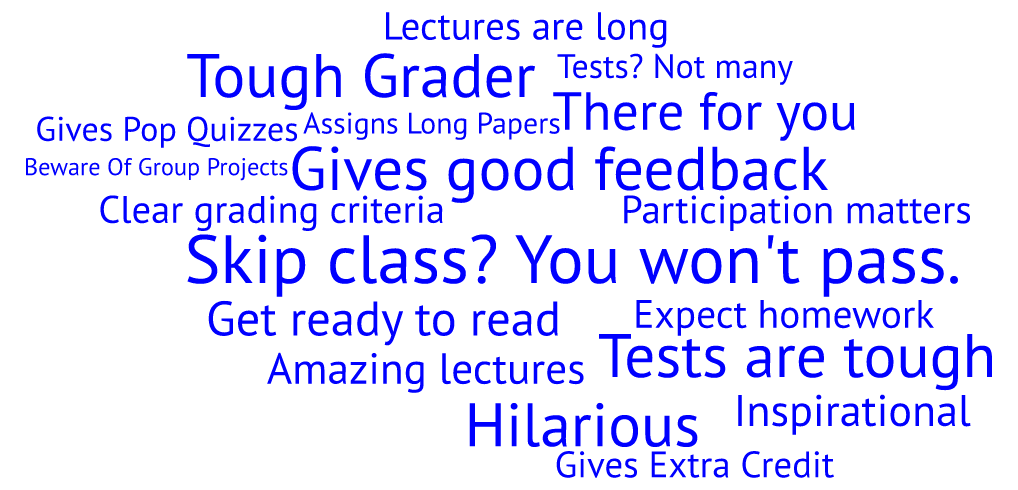 Lectures are long
Tough Grader
Tests? Not many
There for you
Gives Pop Quizzes
Assigns Long Papers
Beware Of Group Projects
Gives good feedback
Clear grading criteria
Participation matters
Skip class? You won't pass.
Get ready to read
Expect homework
Amazing lectures
Tests are tough
Hilarious
Inspirational
Gives Extra Credit